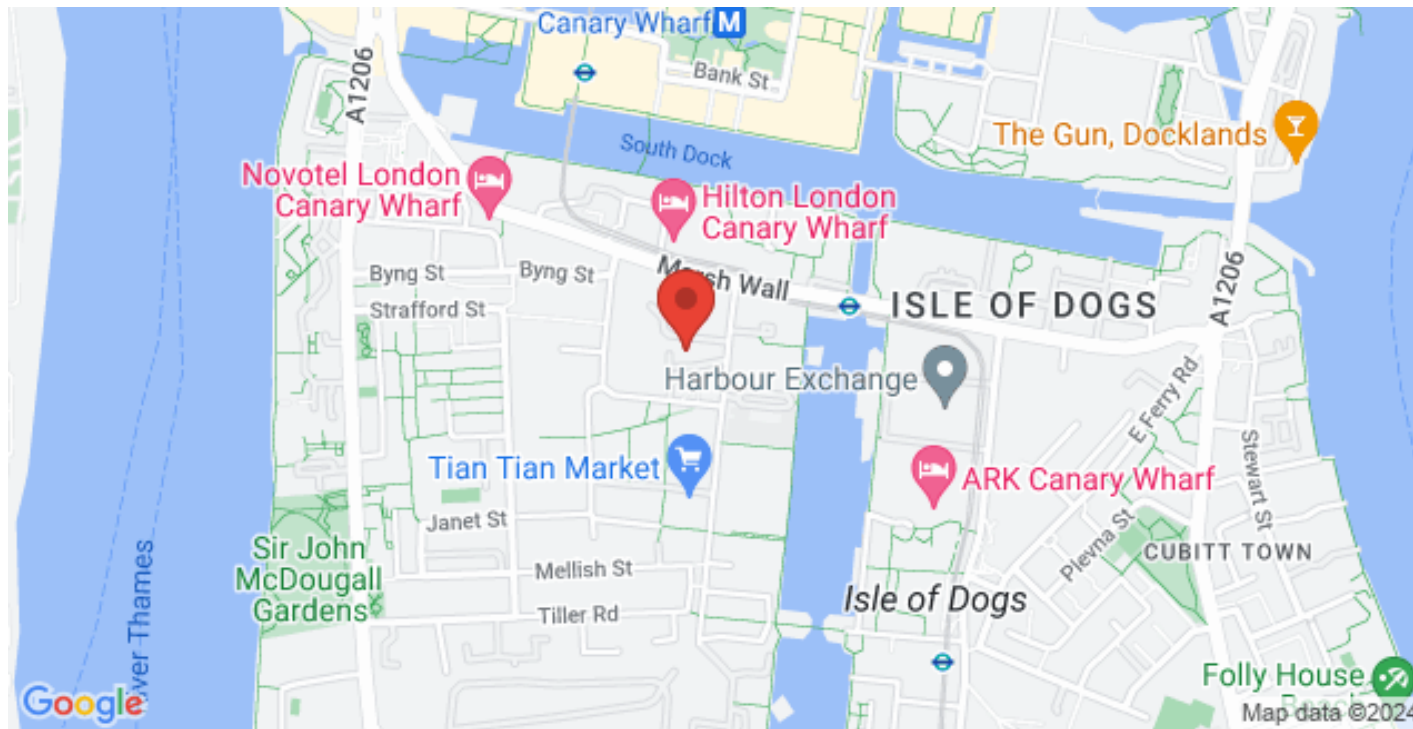 Canary Wharf M
Bank St
A1206
The Gun, Docklands
South Dock
Novotel London
Canary Wharf
Hilton London
Canary Wharf
Marsh Wall
Byng St
Byng St
Strafford St
ISLE OF DOGS
A1206
Harbour Exchange
E Ferry Rd
Stewart St
Tian Tian Market
ARK Canary Wharf
Janet St
Plevna St
CUBITT TOWN
Sir John
McDougall
Gardens
Mellish St
Tiller Rd
Isle of Dogs
River Thames
Folly House
Google
Map data ©2024